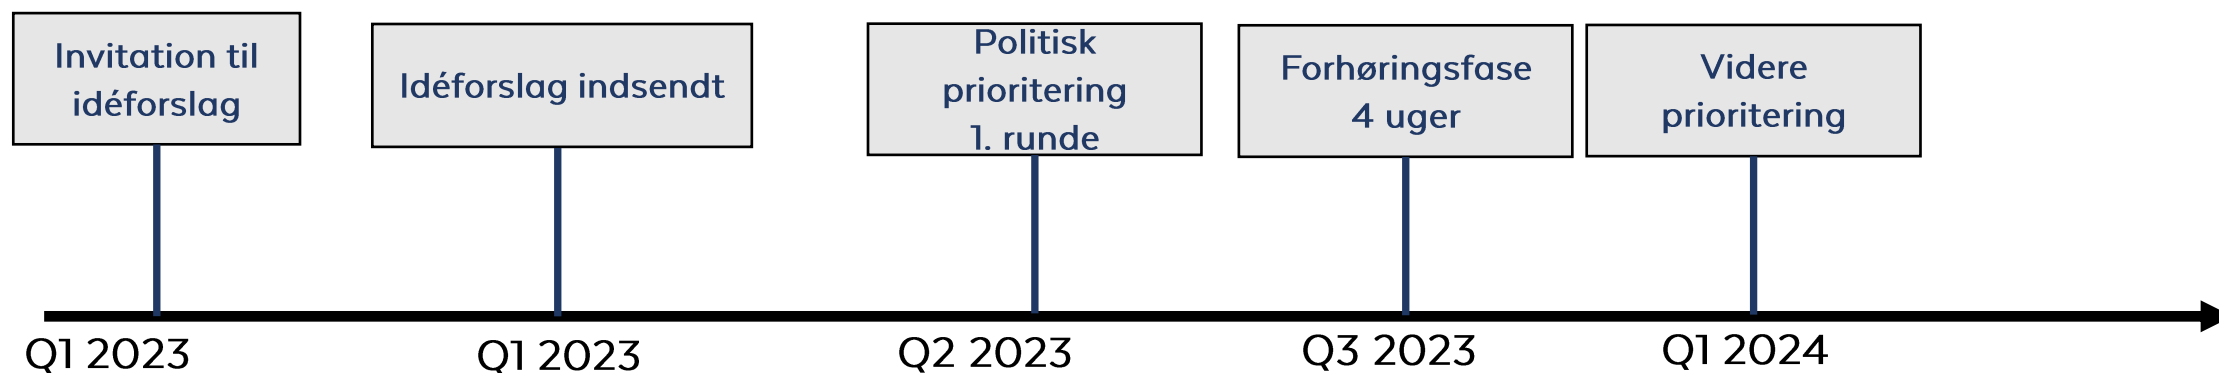 Invitation til
idéforslag
Idéforslag indsendt
Politisk
prioritering
1. runde
Forhøringsfase
4 uger
Videre
prioritering
Q1 2023
Q1 2023
Q2 2023
Q3 2023
Q1 2024